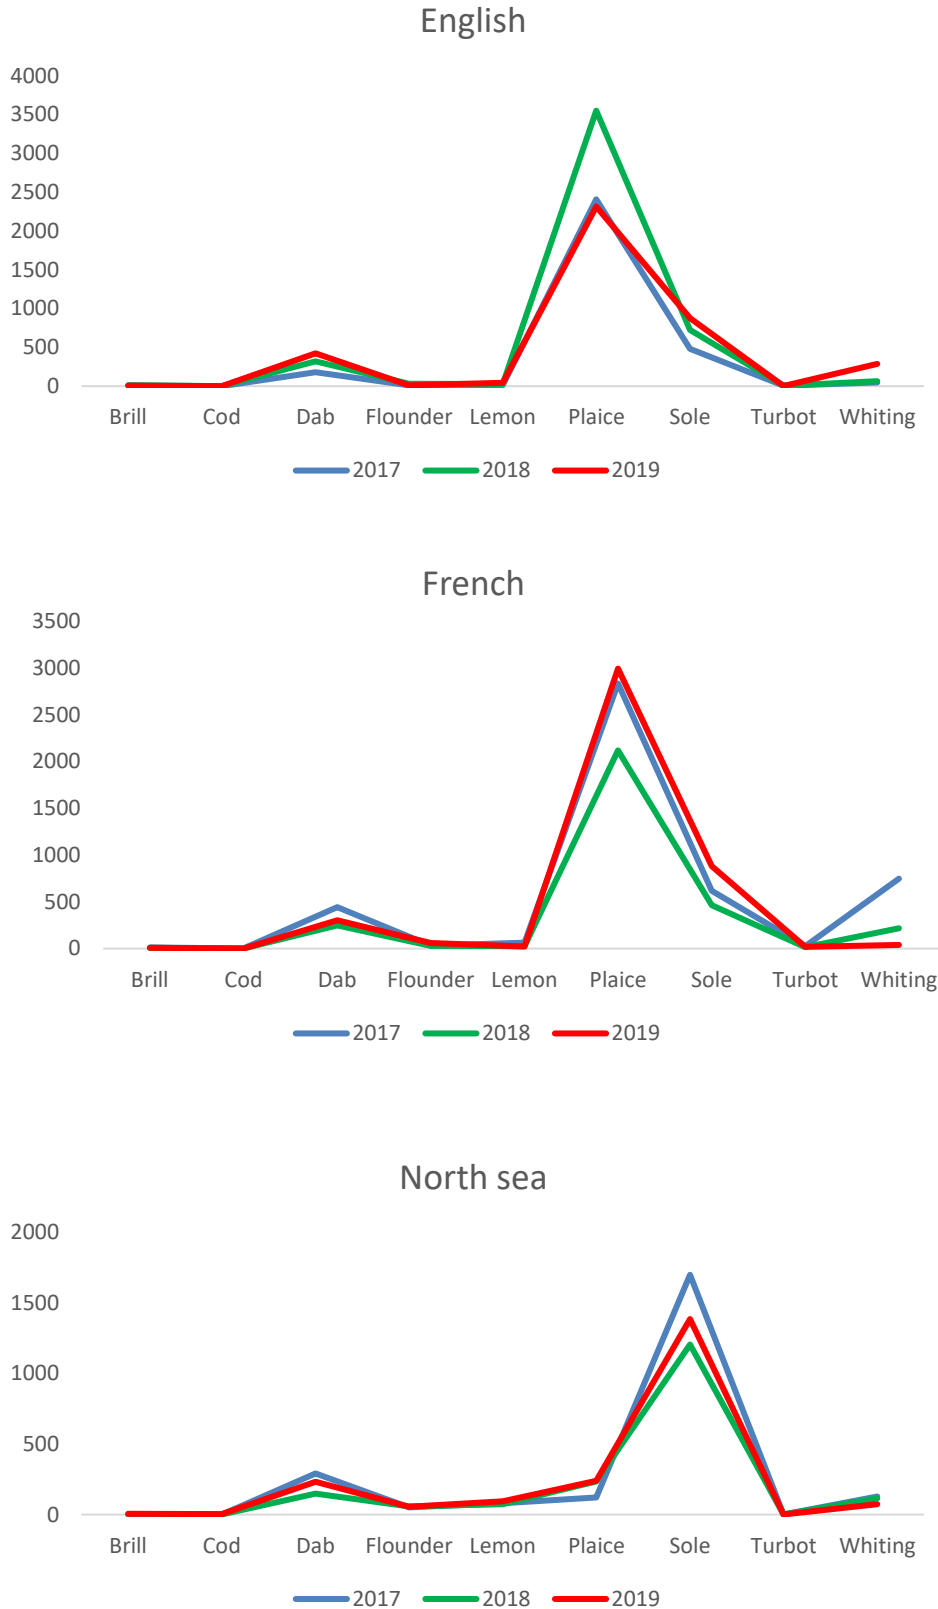 English
4000
3500
3000
2500
2000
1500
1000
500
0
Brill Cod Dab Flounder Lemon Plaice Sole Turbot Whiting
2017 2018 2019
French
3500
3000
2500
2000
1500
1000
500
0
Brill Cod Dab Flounder Lemon Plaice Sole Turbot Whiting
2017 2018 2019
North sea
2000
1500
1000
500
0
Brill Cod Dab Flounder Lemon Plaice Sole Turbot Whiting
2017 2018 2019